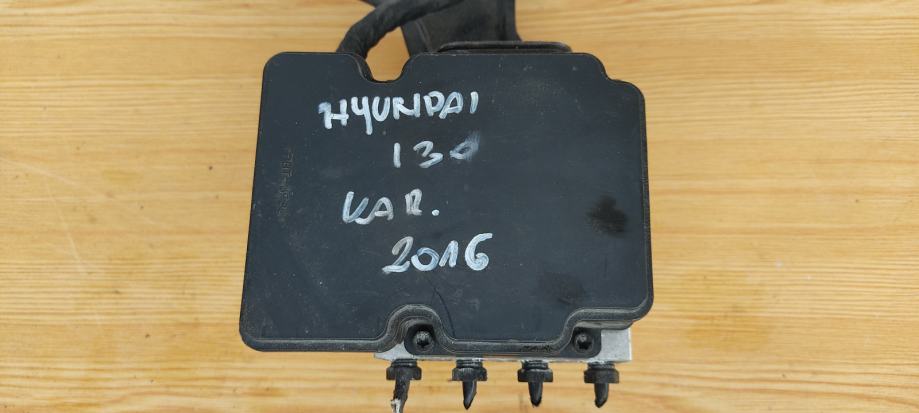 HYUNDAI
I30
KAR.
2016